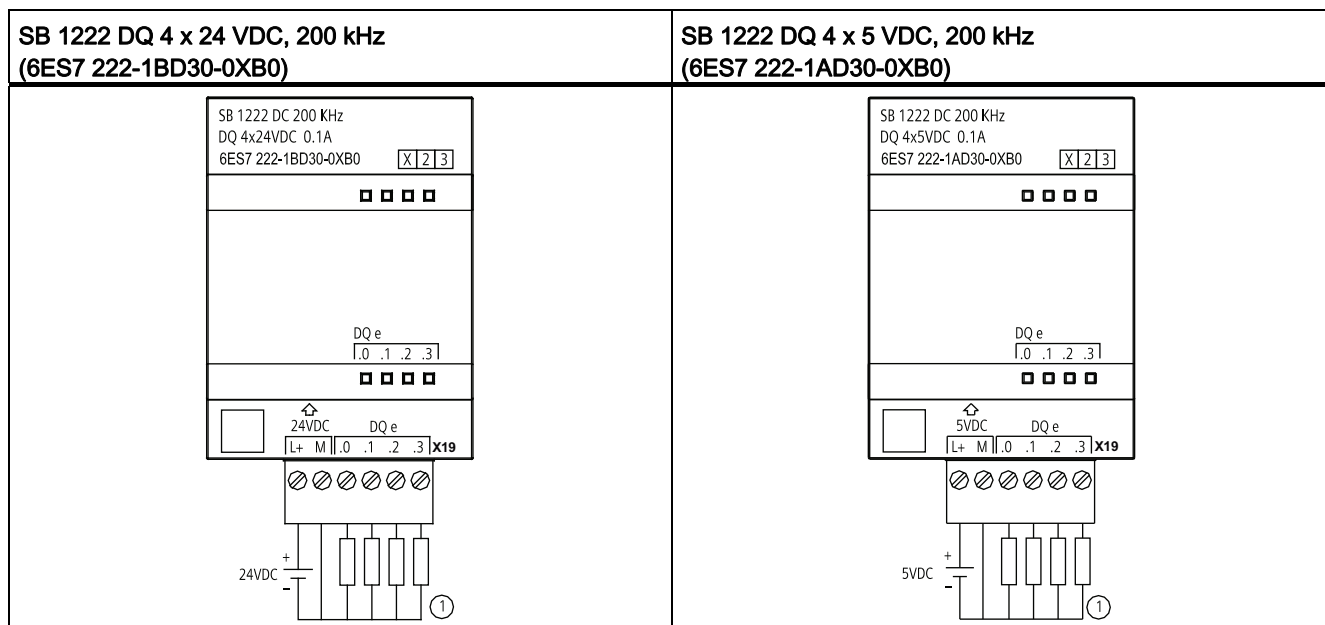 SB 1222 DQ 4 x 24 VDC, 200 kHz
(6ES7 222-1BD30-0XB0)
SB 1222 DQ 4 x 5 VDC, 200 kHz
(6ES7 222-1AD30-0XB0)
SB 1222 DC 200 KHz
DQ 4x24VDC 0.1A
6ES7 222-1BD30-0XB0 X 2 3
DQ e
.0 .1 .2 .3
24VDC DQ e
L+ M .0 .1 .2 .3 X19
+
24VDC
-
1
SB 1222 DC 200 KHz
DQ 4x5VDC 0.1A
6ES7 222-1AD30-0XB0 X 2 3
DQ e
.0 .1 .2 .3
5VDC DQ e
L+ M .0 .1 .2 .3 X19
+
5VDC
-
1